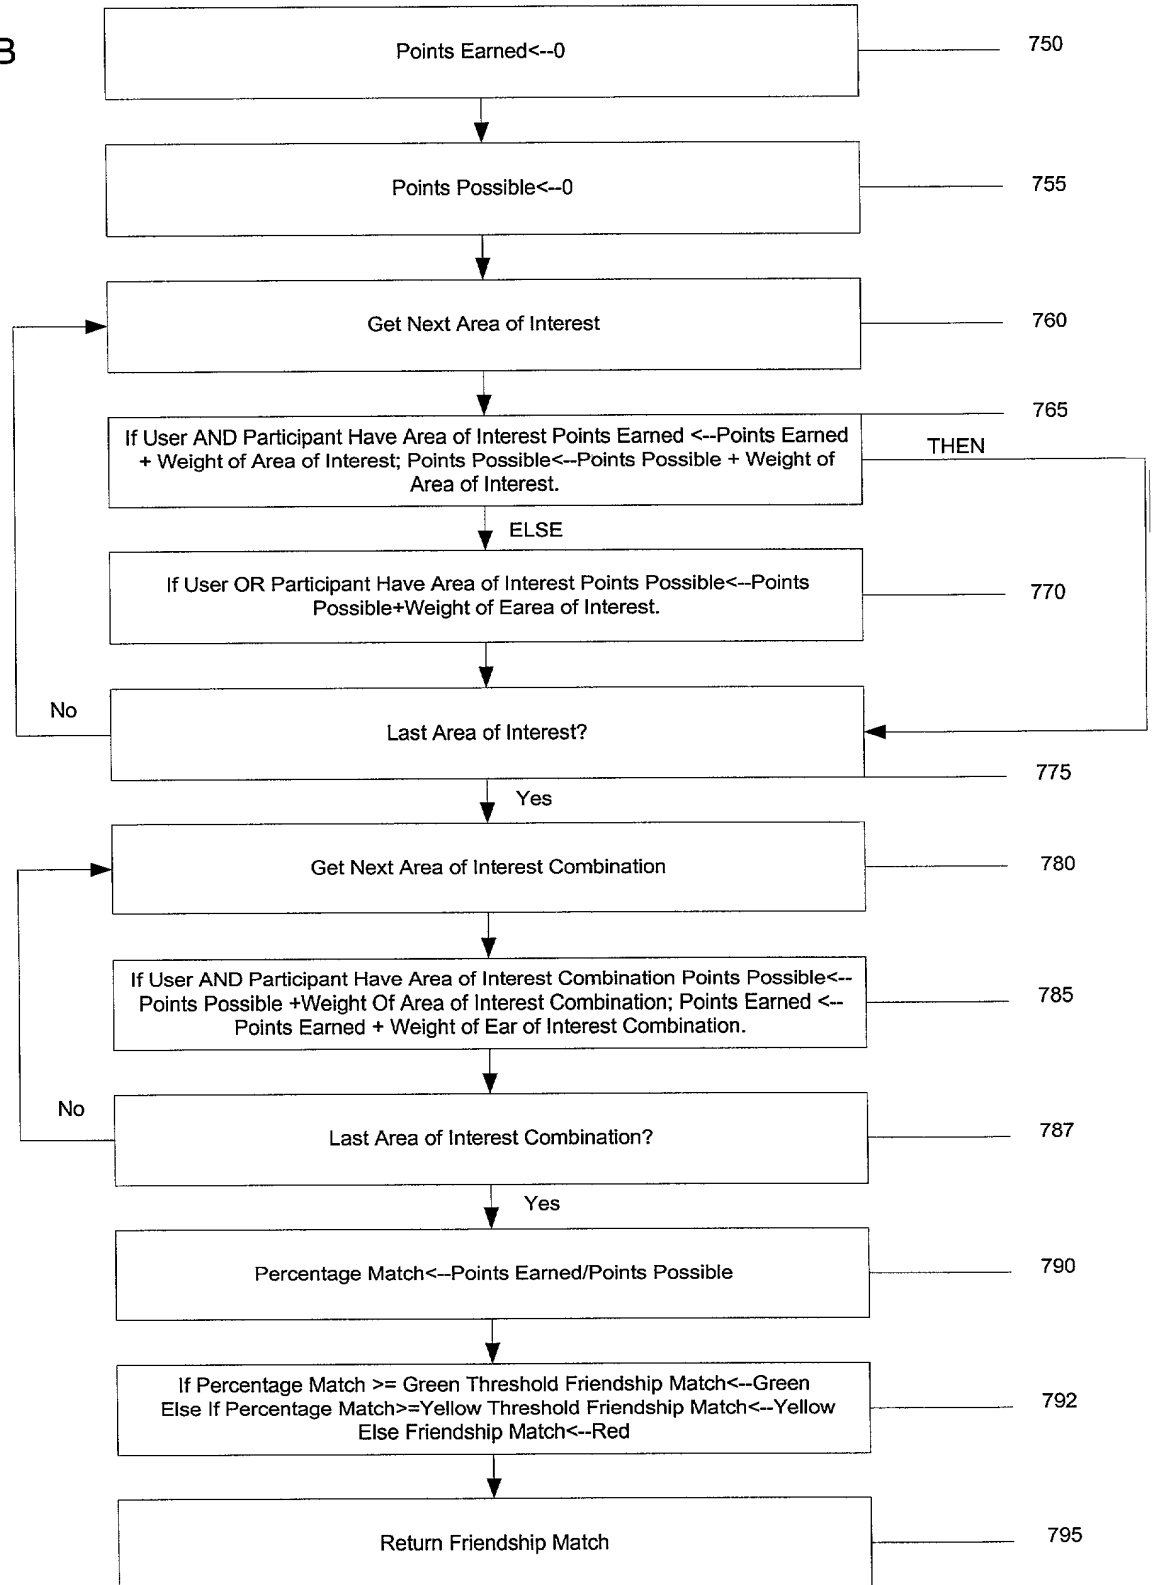 B
Points Earned<--0
750
Points Possible<--0
755
Get Next Area of Interest
760
765
If User AND Participant Have Area of Interest Points Earned <--Points Earned
+ Weight of Area of Interest; Points Possible<--Points Possible + Weight of
Area of Interest.
THEN
ELSE
If User OR Participant Have Area of Interest Points Possible<--Points
Possible+Weight of Earea of Interest.
770
No
Last Area of Interest?
775
Yes
Get Next Area of Interest Combination
780
If User AND Participant Have Area of Interest Combination Points Possible<--
Points Possible +Weight Of Area of Interest Combination; Points Earned <--
Points Earned + Weight of Ear of Interest Combination.
785
No
Last Area of Interest Combination?
787
Yes
Percentage Match<--Points Earned/Points Possible
790
If Percentage Match >= Green Threshold Friendship Match<--Green
Else If Percentage Match>=Yellow Threshold Friendship Match<--Yellow
Else Friendship Match<--Red
792
Return Friendship Match
795